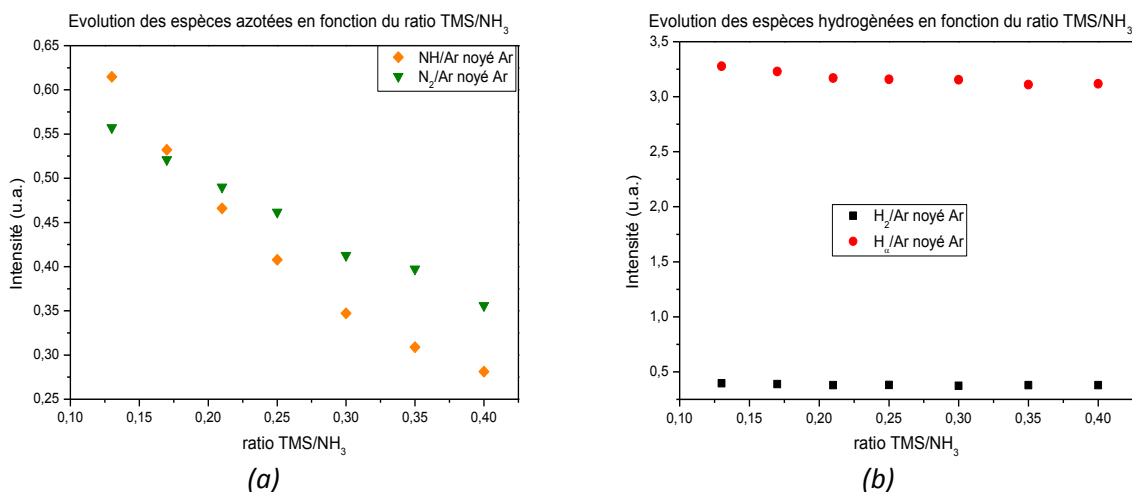 Evolution des espèces azotées en fonction du ratio TMS/NH3
0,65
0,60
0,55
0,50
0,45
0,40
0,35
0,30
0,25
0,10
0,15
0,20
0,25
0,30
0,35
0,40
Intensité (u.a.)
ratio TMS/NH3
NH/Ar noyé Ar
N2/Ar noyé Ar
(a)
Evolution des espèces hydrogènées en fonction du ratio TMS/NH3
3,5
3,0
2,5
2,0
1,5
1,0
0,5
0,10
0,15
0,20
0,25
0,30
0,35
0,40
Intensité (u.a.)
ratio TMS/NH3
H2/Ar noyé Ar
Hα/Ar noyé Ar
(b)